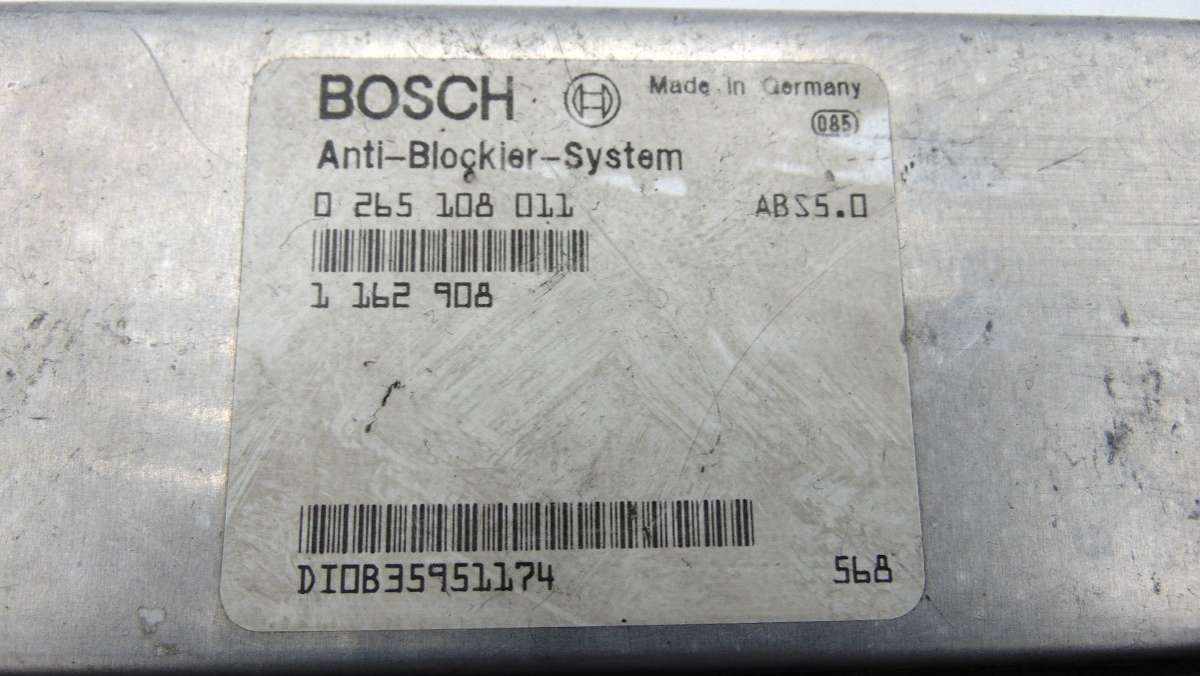 BOSCH Made in Germany
085
Anti-Blockier-System
0 265 108 011 ABS5.0
1 162 908
DI0B35951174 568